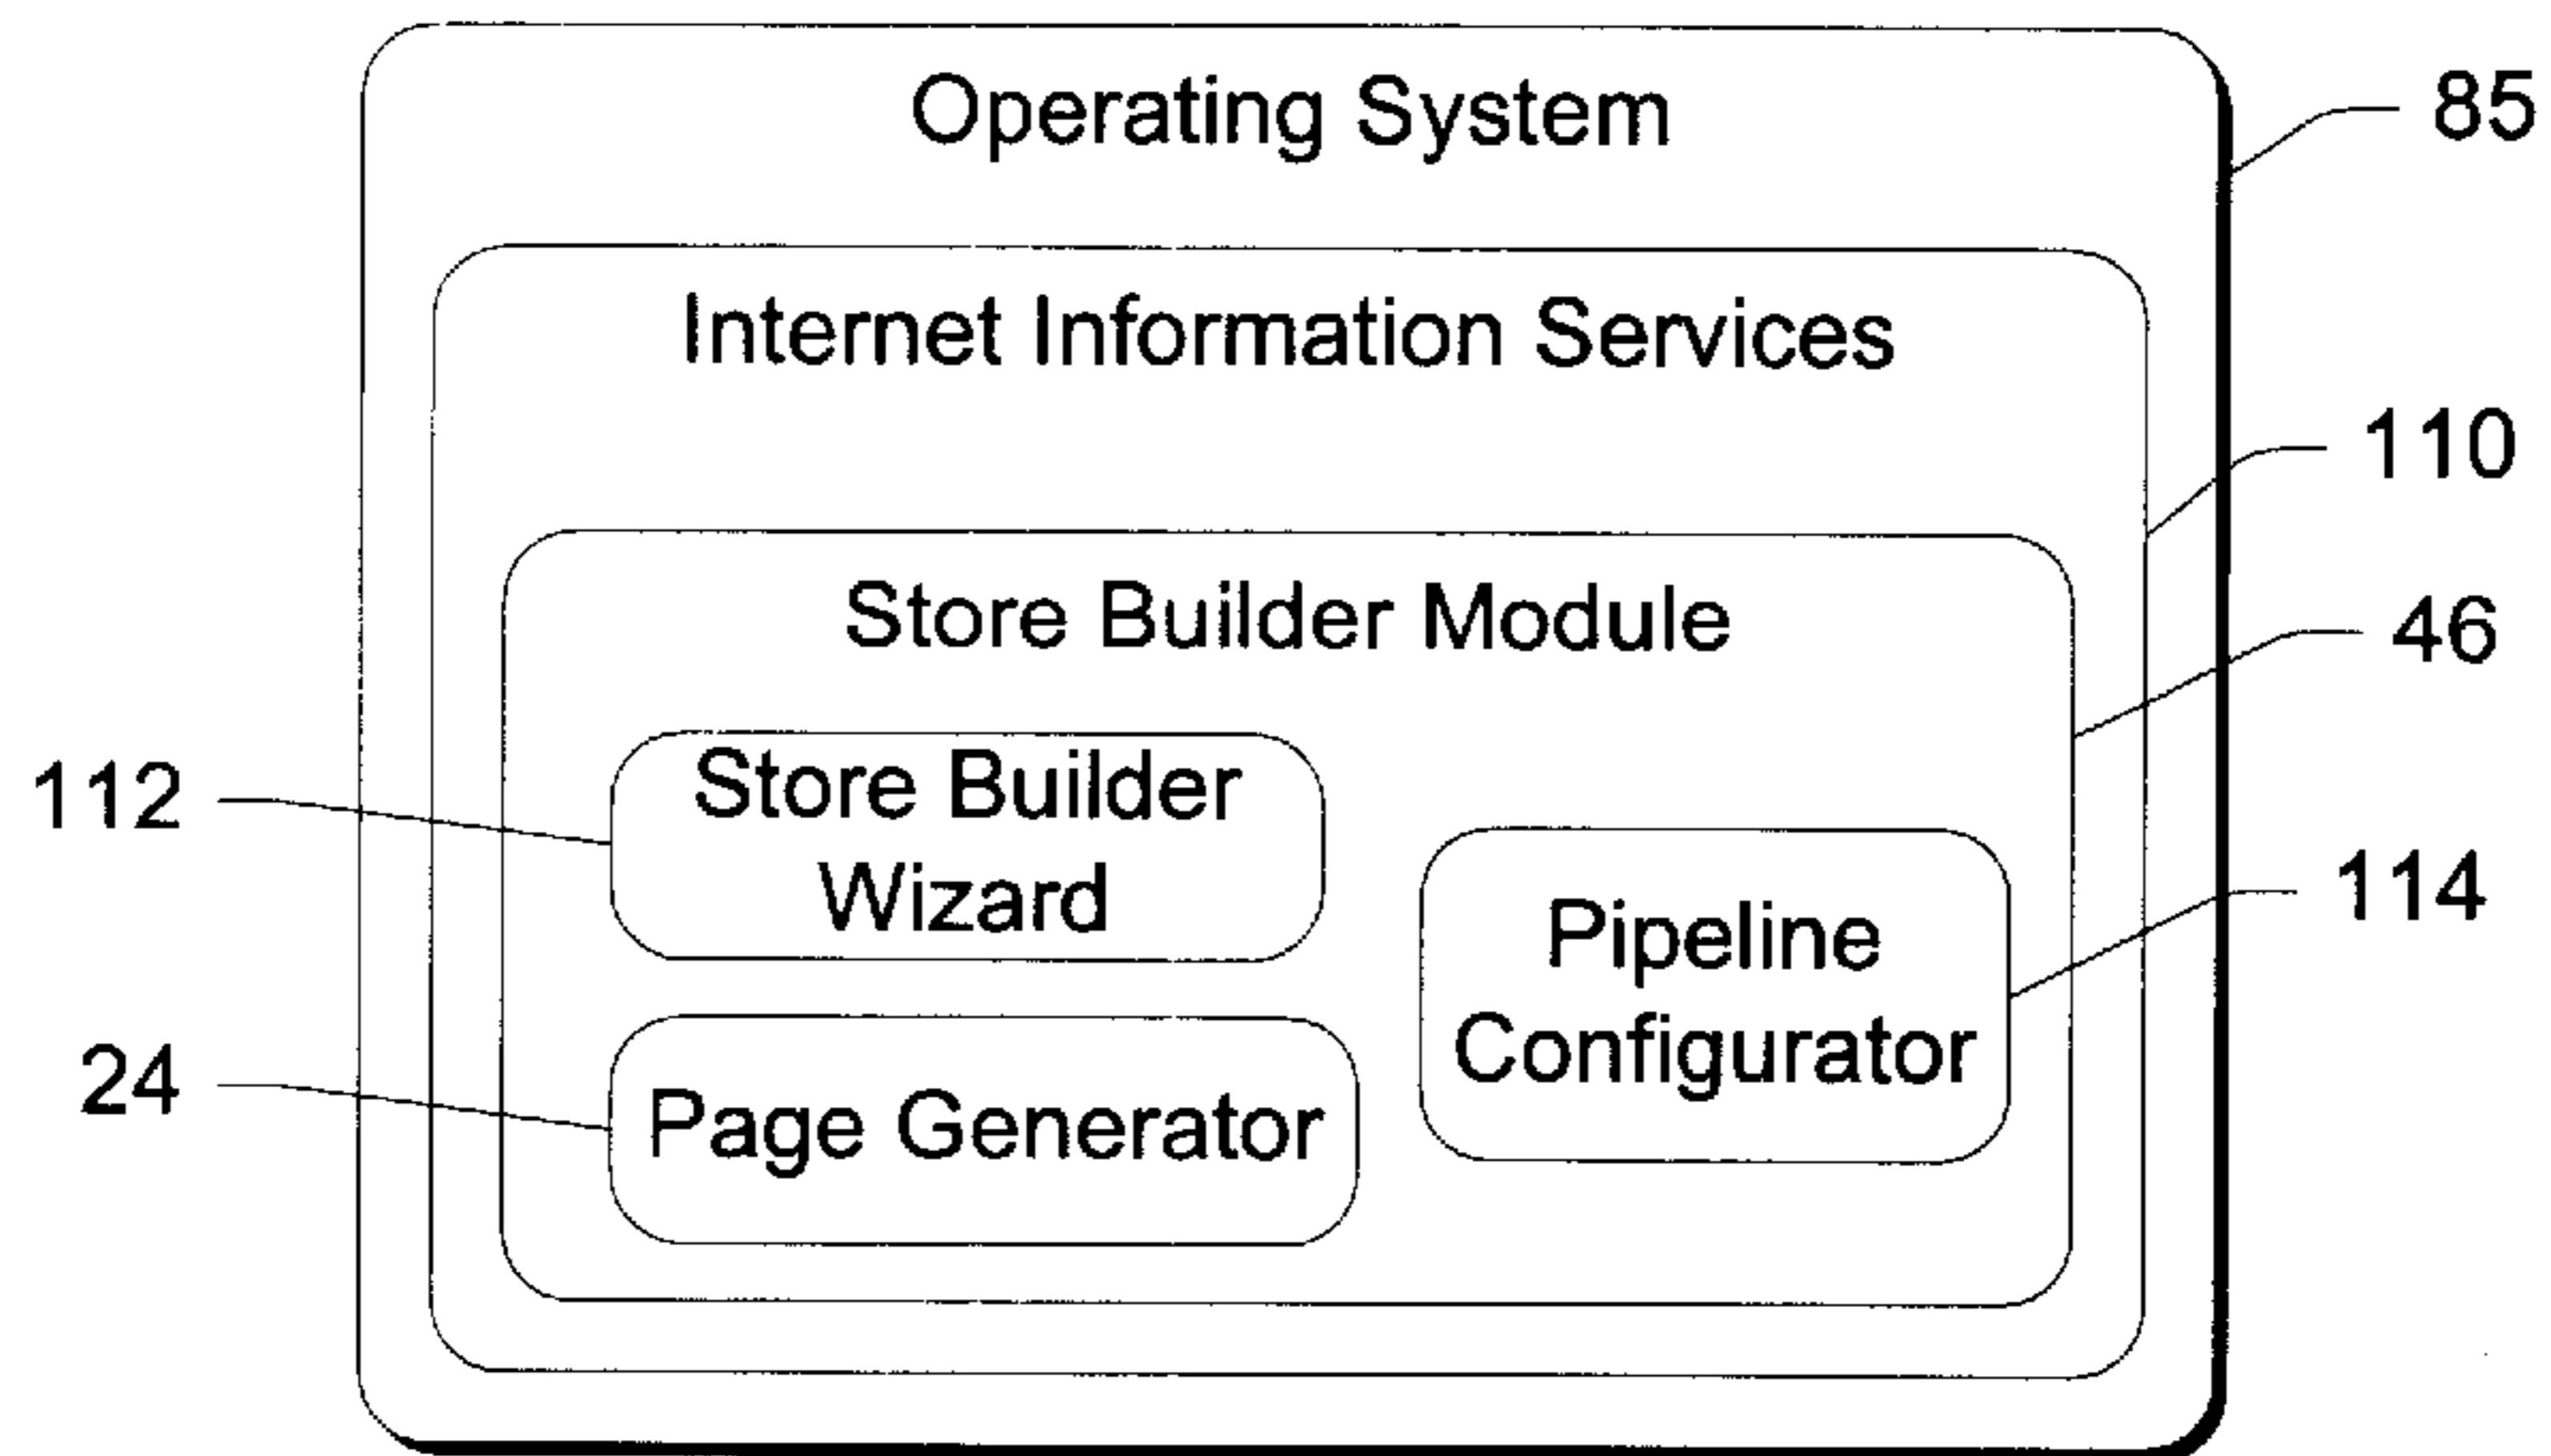 Operating System
85
Internet Information Services
110
Store Builder Module
46
112
Store Builder
Wizard
Pipeline
Configurator
114
24
Page Generator